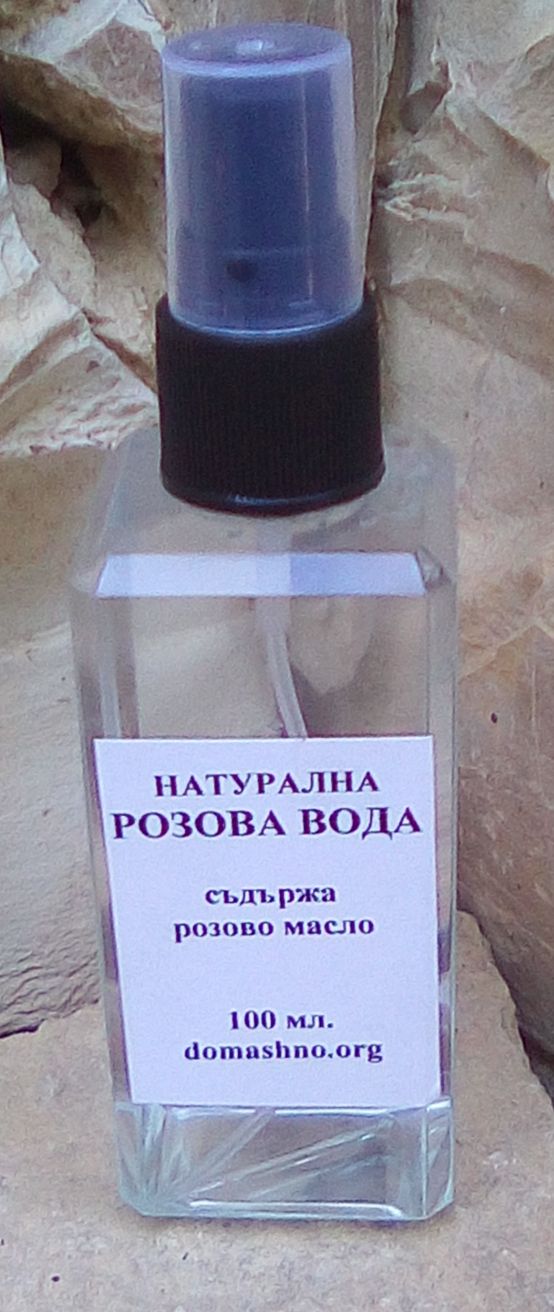 НАТУРАЛНА
РОЗОВА ВОДА
съдържа
розово масло
100 мл.
domashno.org